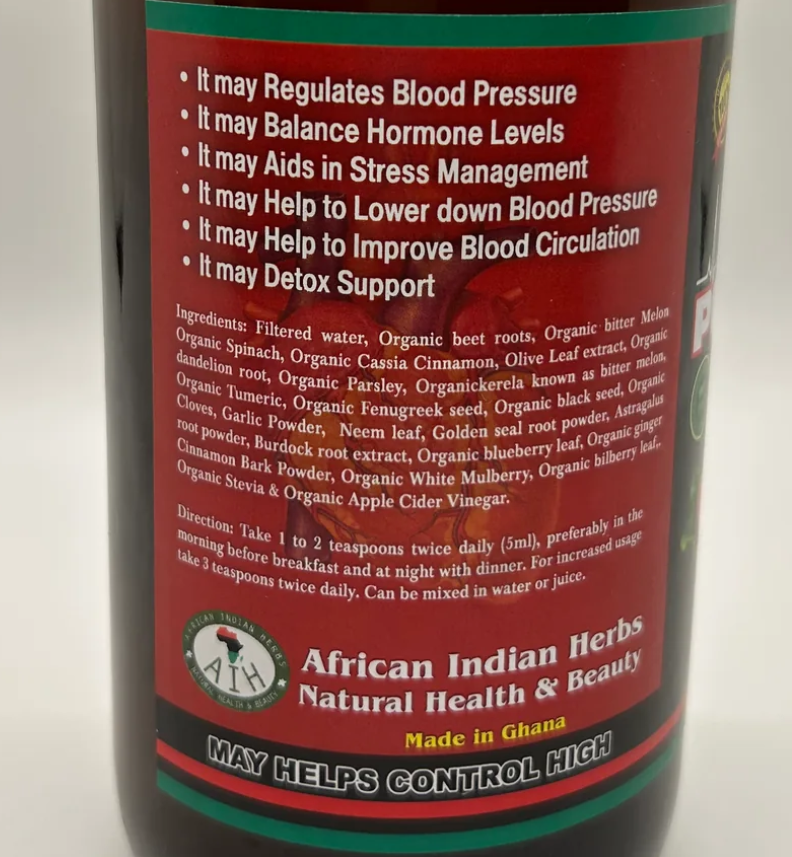 • It may Regulates Blood Pressure
• It may Balance Hormone Levels
• It may Aids in Stress Management
• It may Help to Lower down Blood Pressure
• It may Help to Improve Blood Circulation
• It may Detox Support
Ingredients: Filtered water, Organic beet roots, Organic bitter Melon
Organic Spinach, Organic Cassia Cinnamon, Olive Leaf extract, Organic
dandelion root, Organic Parsley, Organickerela known as bitter melon,
Organic Tumeric, Organic Fenugreek seed, Organic black seed, Organic
Cloves, Garlic Powder, Neem leaf, Golden seal root powder, Astragalus
root powder, Burdock root extract, Organic blueberry leaf, Organic ginger
Cinnamon Bark Powder, Organic White Mulberry, Organic bilberry leaf,.
Organic Stevia & Organic Apple Cider Vinegar.
Direction: Take 1 to 2 teaspoons twice daily (5ml), preferably in the
morning before breakfast and at night with dinner. For increased usage
take 3 teaspoons twice daily. Can be mixed in water or juice.
AFRICAN INDIAN HERBS
AIH
NATURAL HEALTH & BEAUTY
African Indian Herbs
Natural Health & Beauty
Made in Ghana
MAY HELPS CONTROL HIGH
P